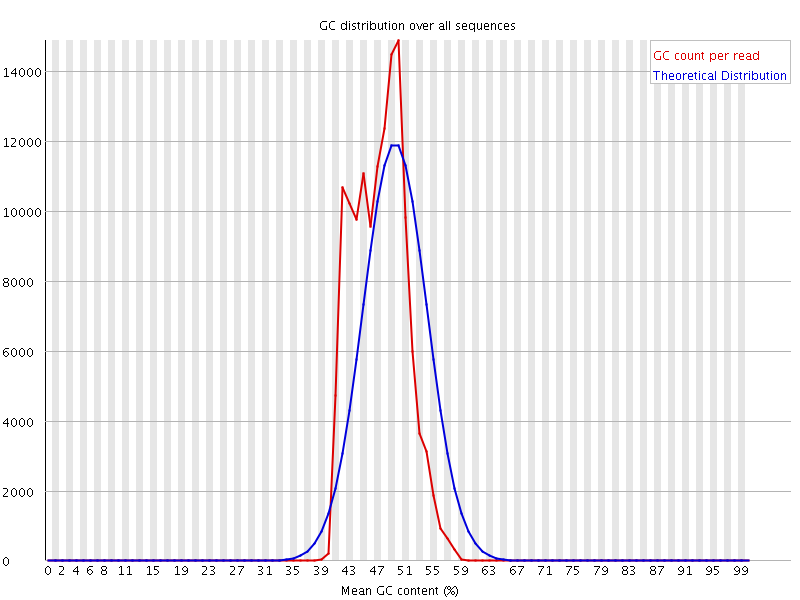 GC distribution over all sequences
GC count per read
Theoretical Distribution
14000
12000
10000
8000
6000
4000
2000
0
0 2 4 6 8 11 15 19 23 27 31 35 39 43 47 51 55 59 63 67 71 75 79 83 87 91 95 99
Mean GC content (%)